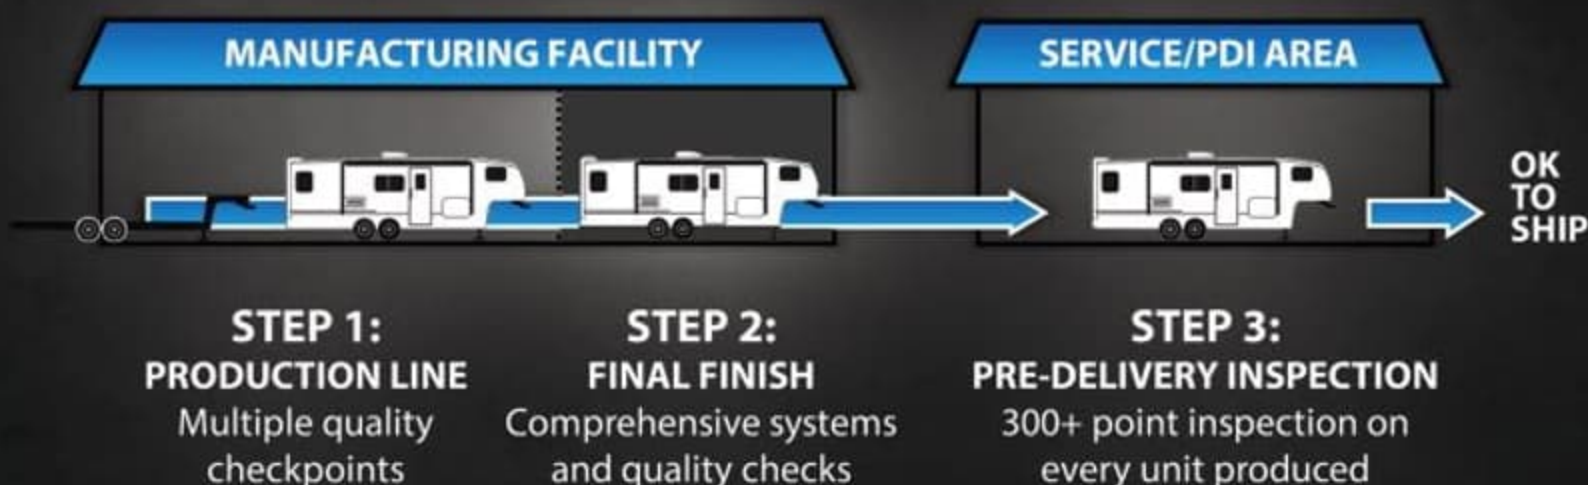 MANUFACTURING FACILITY
SERVICE/PDI AREA
OK
TO
SHIP
STEP 1:
PRODUCTION LINE
Multiple quality
checkpoints
STEP 2:
FINAL FINISH
Comprehensive systems
and quality checks
STEP 3:
PRE-DELIVERY INSPECTION
300+ point inspection on
every unit produced